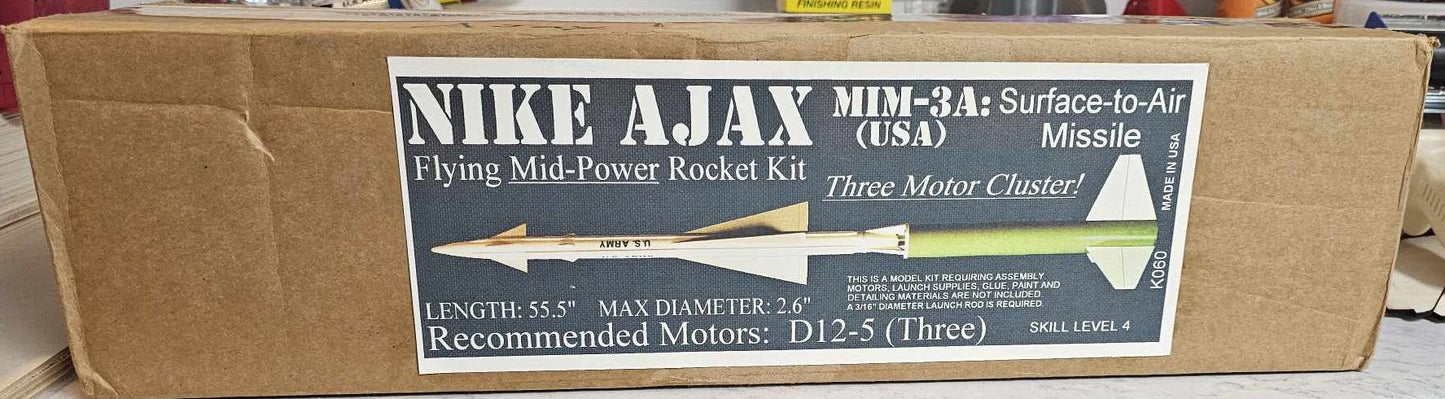 FINISHING RESIN
NIKE AJAX
MIM-3A: Surface-to-Air
(USA) Missile
Flying Mid-Power Rocket Kit
Three Motor Cluster!
MADE IN USA
K060
U.S. ARMY
THIS IS A MODEL KIT REQUIRING ASSEMBLY.
MOTORS, LAUNCH SUPPLIES, GLUE, PAINT AND
DETAILING MATERIALS ARE NOT INCLUDED
A 3/16" DIAMETER LAUNCH ROD IS REQUIRED.
LENGTH: 55.5" MAX DIAMETER: 2.6"
Recommended Motors: D12-5 (Three)
SKILL LEVEL 4